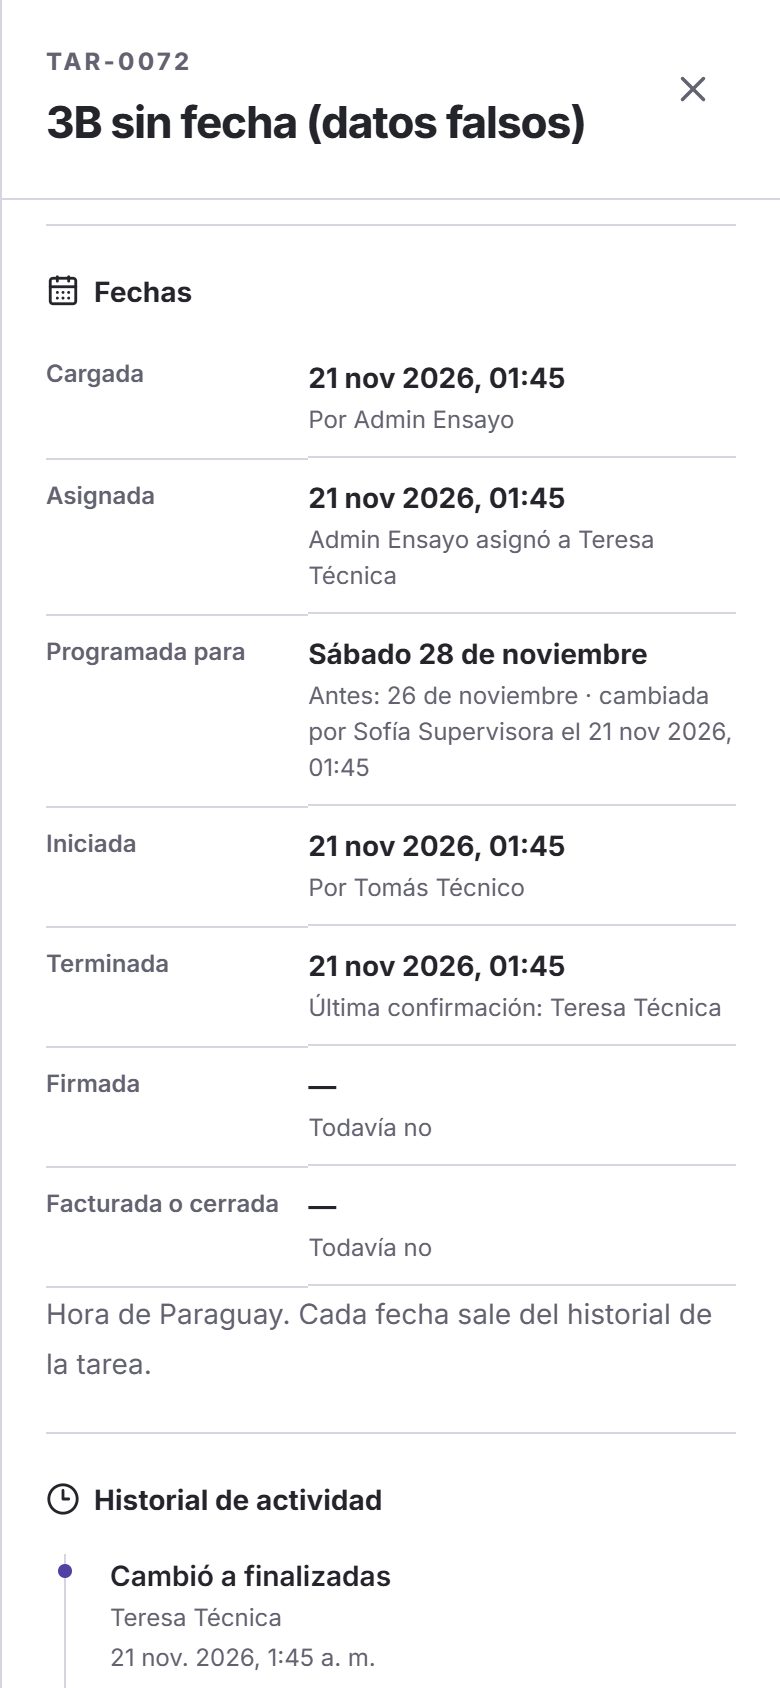 TAR-0072
3B sin fecha (datos falsos)
Fechas
Cargada
21 nov 2026, 01:45
Por Admin Ensayo
Asignada
21 nov 2026, 01:45
Admin Ensayo asignó a Teresa
Técnica
Programada para
Sábado 28 de noviembre
Antes: 26 de noviembre · cambiada
por Sofía Supervisora el 21 nov 2026,
01:45
Iniciada
21 nov 2026, 01:45
Por Tomás Técnico
Terminada
21 nov 2026, 01:45
Última confirmación: Teresa Técnica
Firmada
—
Todavía no
Facturada o cerrada
—
Todavía no
Hora de Paraguay. Cada fecha sale del historial de
la tarea.
Historial de actividad
Cambió a finalizadas
Teresa Técnica
21 nov. 2026, 1:45 a. m.